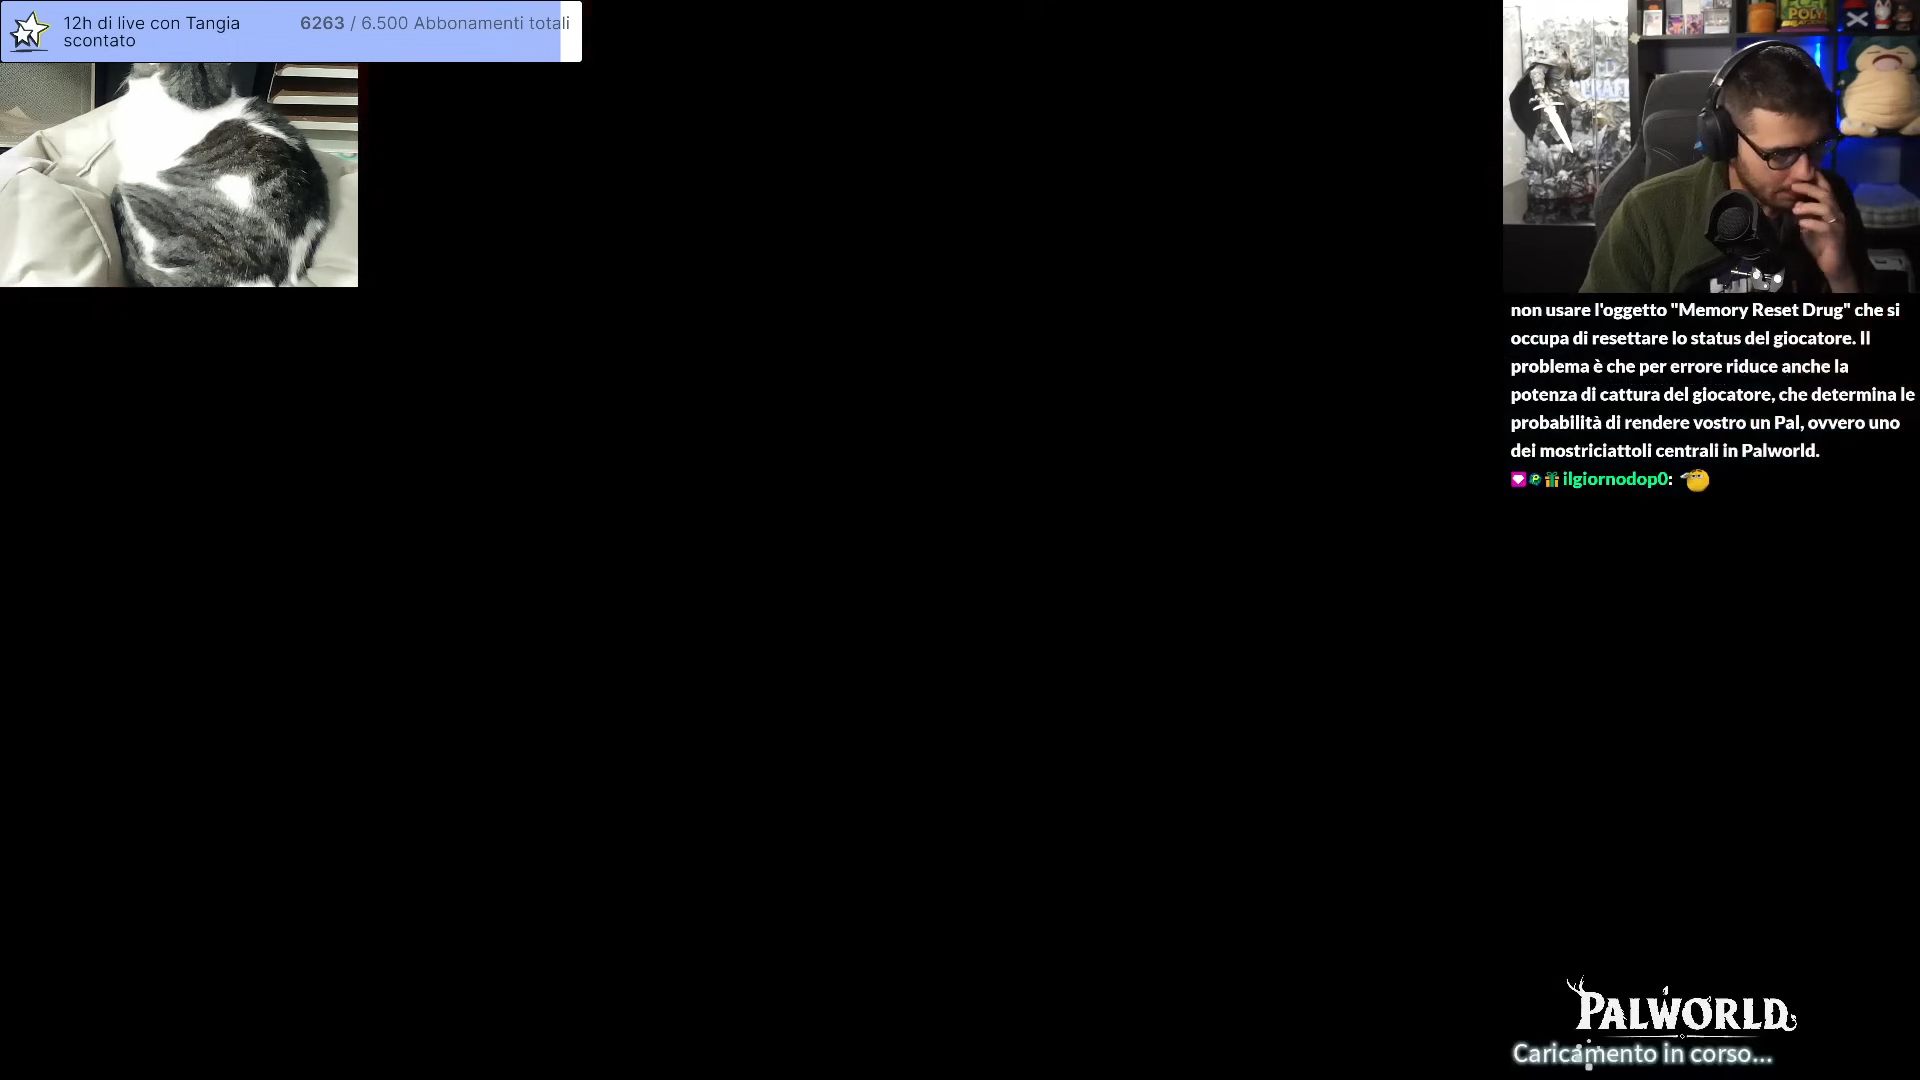 12h di live con Tangia
scontato
6263 / 6.500 Abbonamenti totali
POLY
non usare l'oggetto "Memory Reset Drug" che si
occupa di resettare lo status del giocatore. Il
problema è che per errore riduce anche la
potenza di cattura del giocatore, che determina le
probabilità di rendere vostro un Pal, ovvero uno
dei mostriciattoli centrali in Palworld.
ilgiornodop0:
PALWORLD
Caricamento in corso...